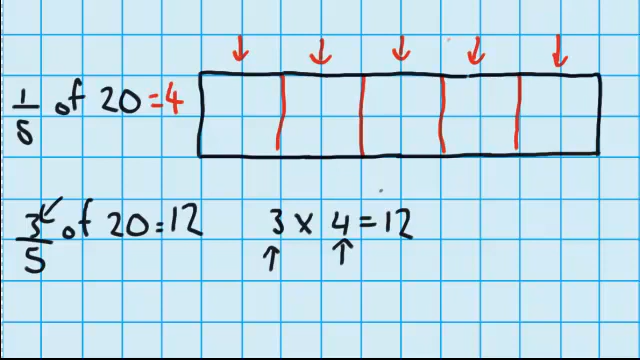 1/5 of 20 = 4
3/5 of 20 = 12 3 x 4 = 12